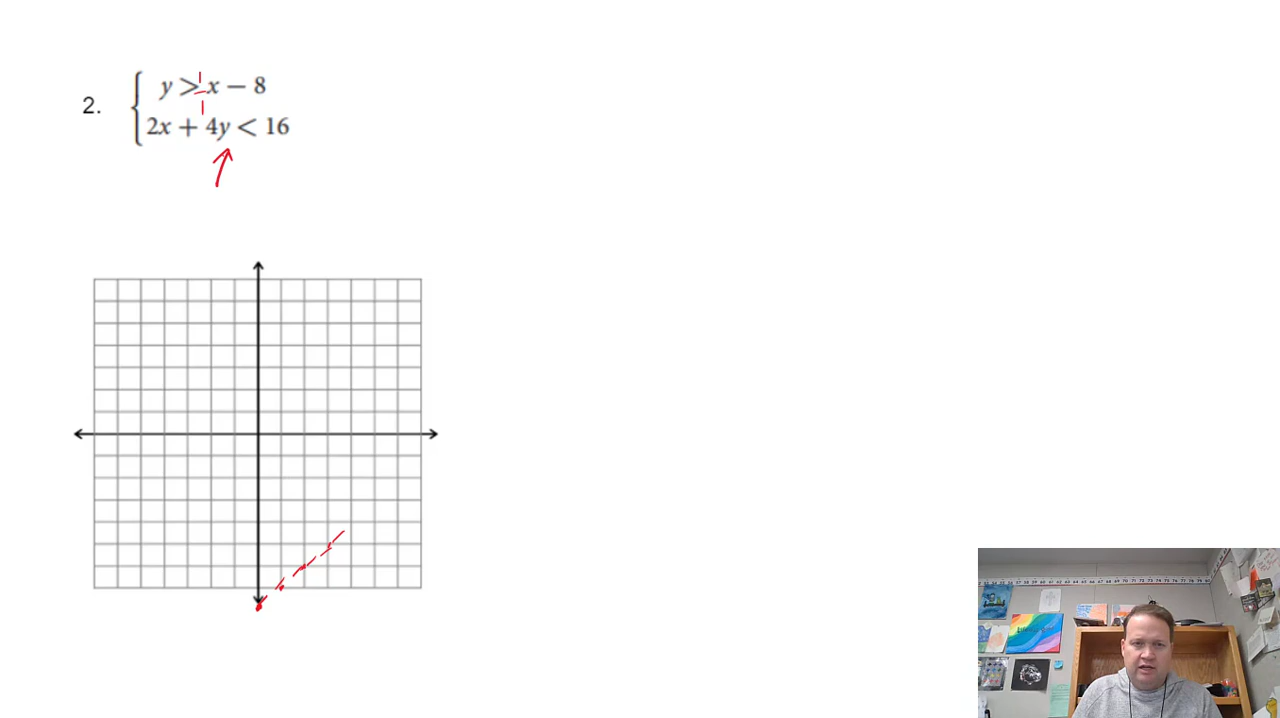 2.
y > x − 8
2x + 4y < 16